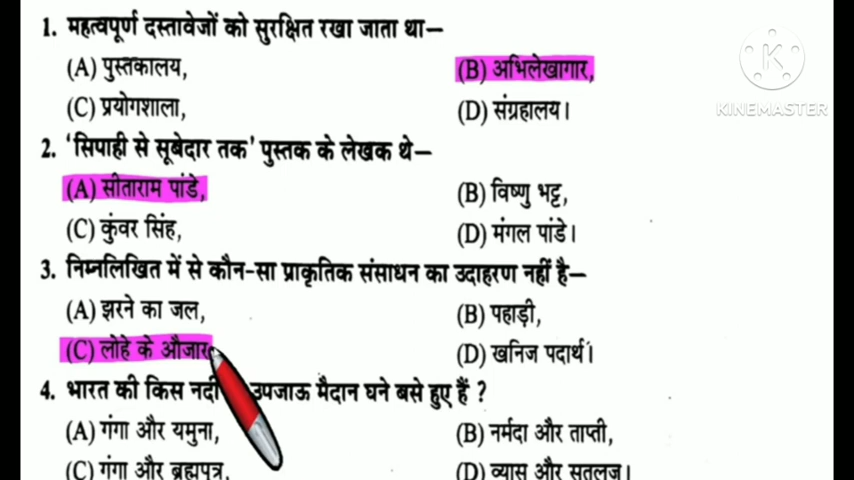 1. महत्वपूर्ण दस्तावेजों को सुरक्षित रखा जाता था—
(A) पुस्तकालय, (B) अभिलेखागार,
(C) प्रयोगशाला, (D) संग्रहालय।
2. 'सिपाही से सूबेदार तक' पुस्तक के लेखक थे—
(A) सीताराम पांडे, (B) विष्णु भट्ट,
(C) कुंवर सिंह, (D) मंगल पांडे।
3. निम्नलिखित में से कौन-सा प्राकृतिक संसाधन का उदाहरण नहीं है—
(A) झरने का जल, (B) पहाड़ी,
(C) लोहे के औजार (D) खनिज पदार्थ।
4. भारत की किस नदी उपजाऊ मैदान घने बसे हुए हैं ?
(A) गंगा और यमुना, (B) नर्मदा और ताप्ती,
(C) गंगा और ब्रह्मपुत्र, (D) व्यास और सतलुज।
KINEMASTER